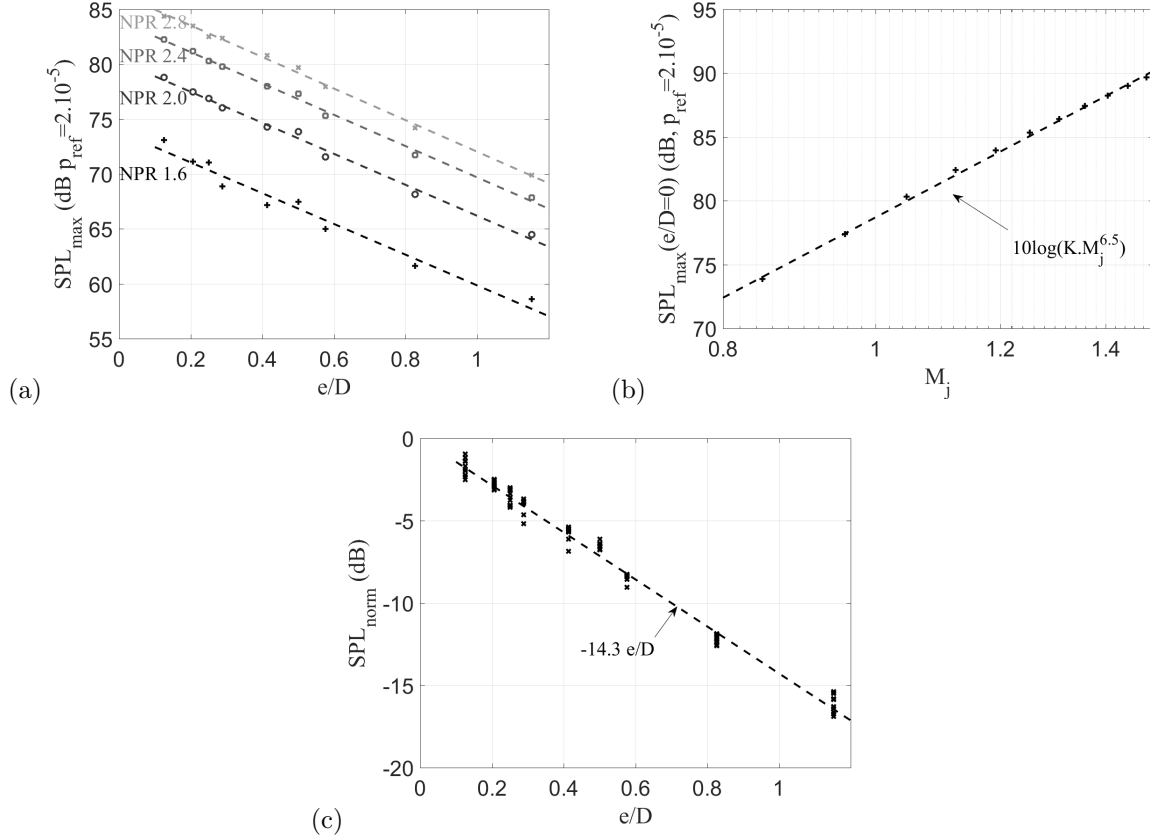 85
80
75
70
65
60
55
SPL_max (dB p_ref=2.10^-5)
NPR 2.8
NPR 2.4
NPR 2.0
NPR 1.6
0 0.2 0.4 0.6 0.8 1
e/D
(a)
95
90
85
80
75
70
SPL_max(e/D=0) (dB, p_ref=2.10^-5)
10log(K.M_j^6.5)
0.8 1 1.2 1.4
M_j
(b)
0
-5
-10
-15
-20
SPL_norm (dB)
-14.3 e/D
0 0.2 0.4 0.6 0.8 1
e/D
(c)